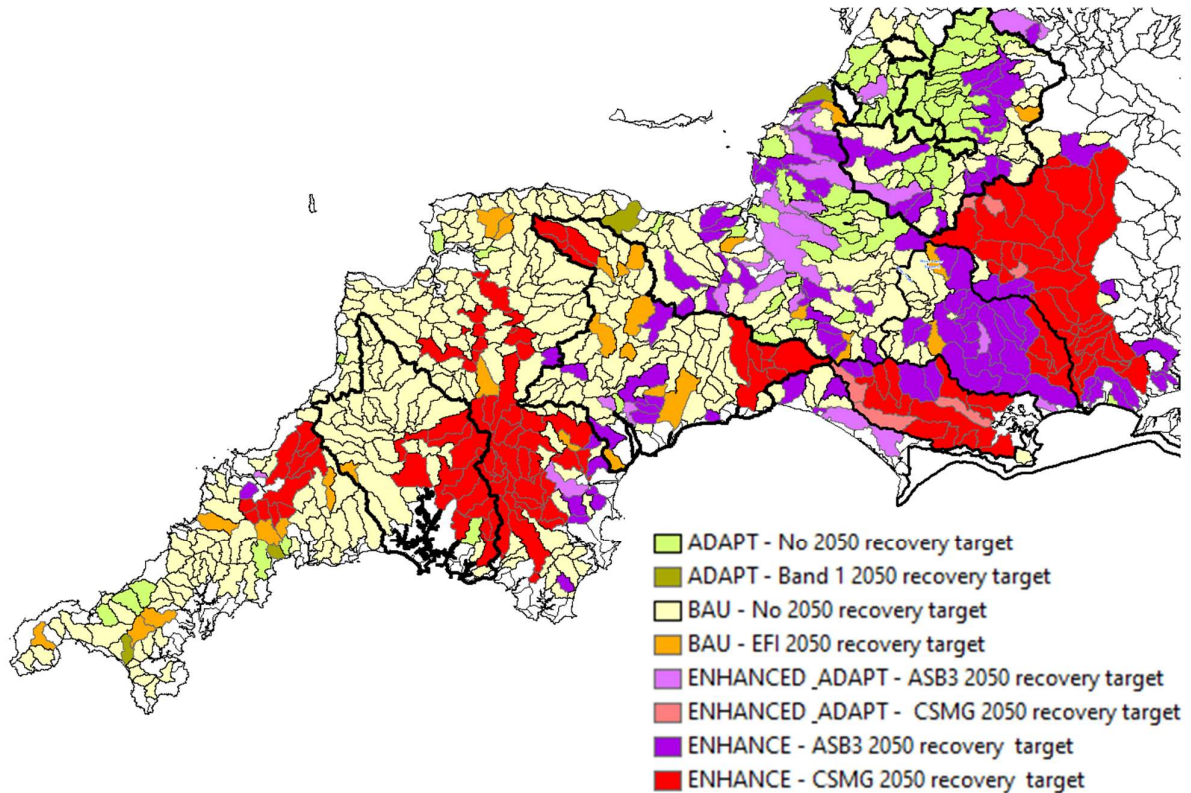 ADAPT - No 2050 recovery target
ADAPT - Band 1 2050 recovery target
BAU - No 2050 recovery target
BAU - EFI 2050 recovery target
ENHANCED_ADAPT - ASB3 2050 recovery target
ENHANCED_ADAPT - CSMG 2050 recovery target
ENHANCE - ASB3 2050 recovery target
ENHANCE - CSMG 2050 recovery target